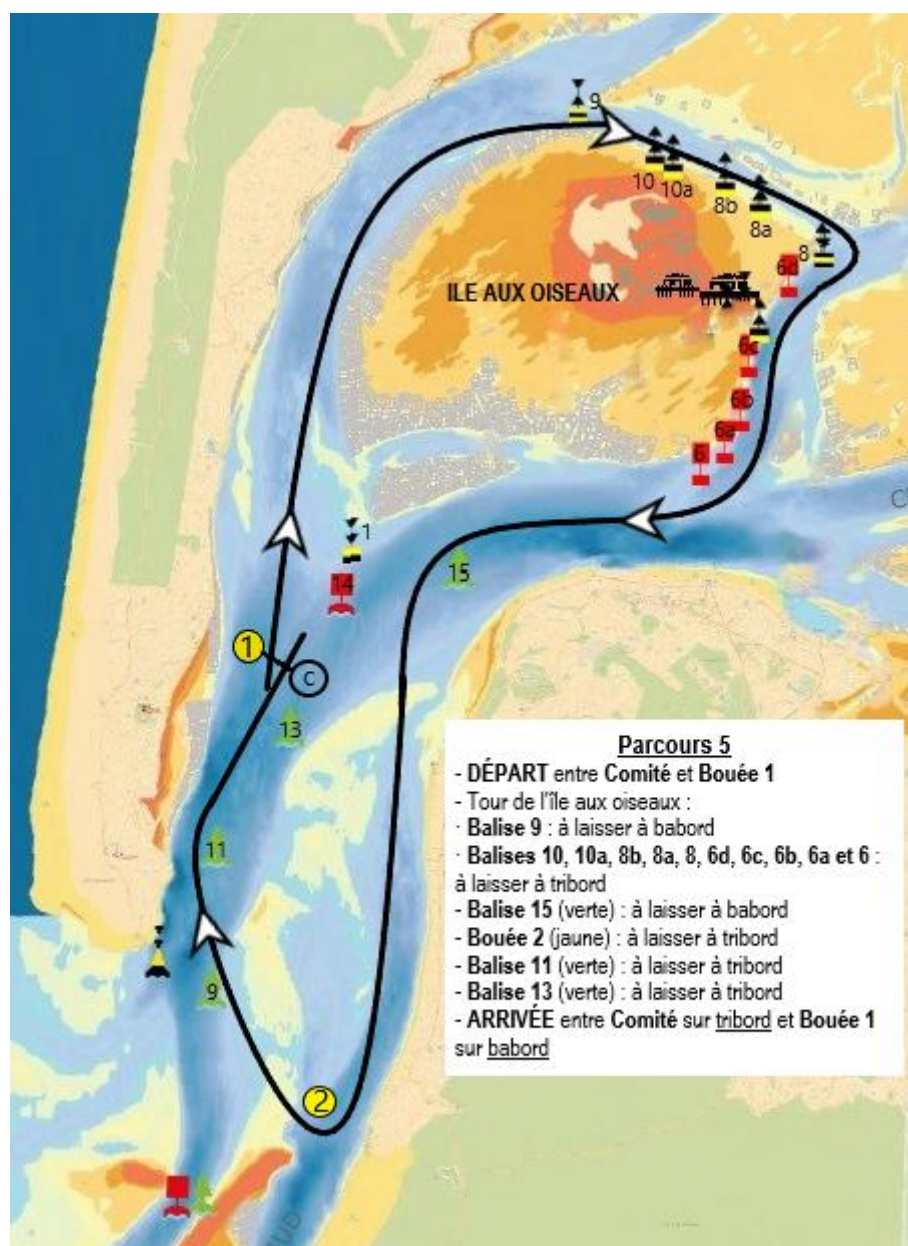 9
10
10a
8b
8a
8
6d
ILE AUX OISEAUX
6c
6b
6a
6
1
14
15
1
C
13
11
9
2
Parcours 5
- DÉPART entre Comité et Bouée 1
- Tour de l'île aux oiseaux :
· Balise 9 : à laisser à babord
· Balises 10, 10a, 8b, 8a, 8, 6d, 6c, 6b, 6a et 6 :
à laisser à tribord
- Balise 15 (verte) : à laisser à babord
- Bouée 2 (jaune) : à laisser à tribord
- Balise 11 (verte) : à laisser à tribord
- Balise 13 (verte) : à laisser à tribord
- ARRIVÉE entre Comité sur tribord et Bouée 1
sur babord